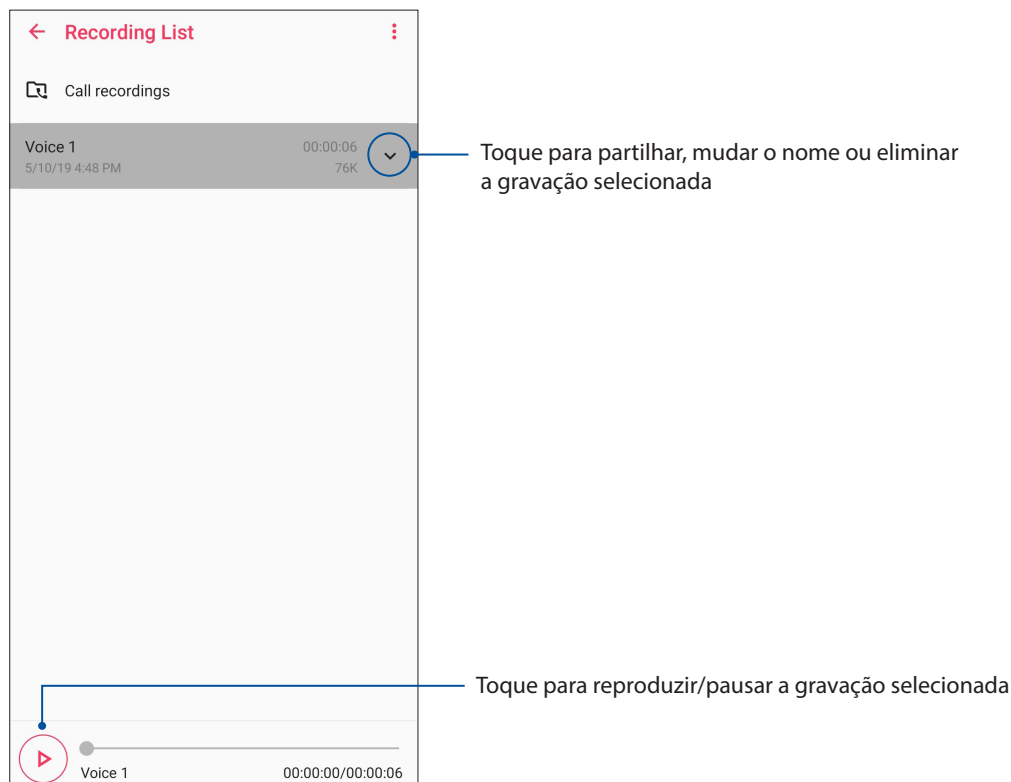 Recording List
Call recordings
Voice 1
00:00:06
5/10/19 4:48 PM
76K
Toque para partilhar, mudar o nome ou eliminar
a gravação selecionada
Toque para reproduzir/pausar a gravação selecionada
Voice 1
00:00:00/00:00:06